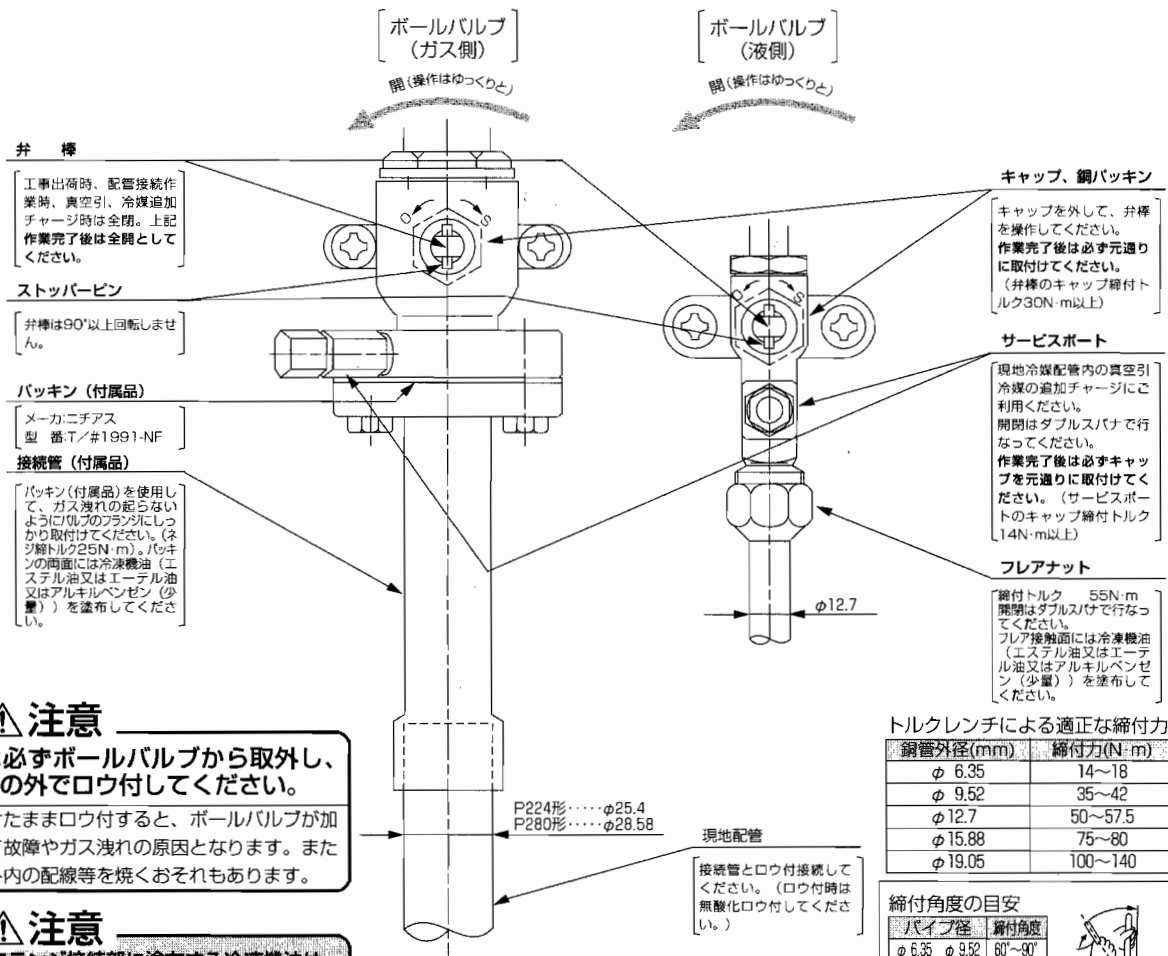 ボールバルブ
(ガス側)
開(操作はゆっくりと)
ボールバルブ
(液側)
開(操作はゆっくりと)
弁 棒
工事出荷時、配管接続作
業時、真空引、冷媒追加
チャージ時は全閉。上記
作業完了後は全開として
ください。
ストッパーピン
弁棒は90°以上回転しませ
ん。
パッキン(付属品)
メーカ:ニチアス
型 番:T/#1991-NF
接続管(付属品)
パッキン(付属品)を使用し
て、ガス洩れの起らない
ようにバルブのフランジにしっ
かり取付けてください。(ネ
ジ締トルク25N·m)。パッキ
ンの両面には冷凍機油(エ
ステル油又はエーテル油
又はアルキルベンゼン(少
量))を塗布してくださ
い。
O S
O S
キャップ、銅パッキン
キャップを外して、弁棒
を操作してください。
作業完了後は必ず元通り
に取付けてください。
(弁棒のキャップ締付ト
ルク30N·m以上)
サービスポート
現地冷媒配管内の真空引
冷媒の追加チャージにご
利用ください。
開閉はダブルスパナで行
なってください。
作業完了後は必ずキャッ
プを元通りに取付けてく
ださい。(サービスポー
トのキャップ締付トルク
14N·m以上)
フレアナット
締付トルク 55N·m
開閉はダブルスパナで行なっ
てください。
フレア接触面には冷凍機油
(エステル油又はエーテ
ル油又はアルキルベンゼ
ン(少量))を塗布して
ください。
φ12.7
P224形·····φ25.4
P280形·····φ28.58
現地配管
接続管とロウ付接続して
ください。(ロウ付時は
無酸化ロウ付してくださ
い。)
注意
必ずボールバルブから取外し、
の外でロウ付してください。
たままロウ付すると、ボールバルブが加
故障やガス洩れの原因となります。また
内の配線等を焼くおそれもあります。
注意
トルクレンチによる適正な締付力
銅管外径(mm) 締付力(N·m)
φ 6.35 14~18
φ 9.52 35~42
φ12.7 50~57.5
φ15.88 75~80
φ19.05 100~140
締付角度の目安
パイプ径 締付角度
φ 6.35 φ 9.52 60°~90°